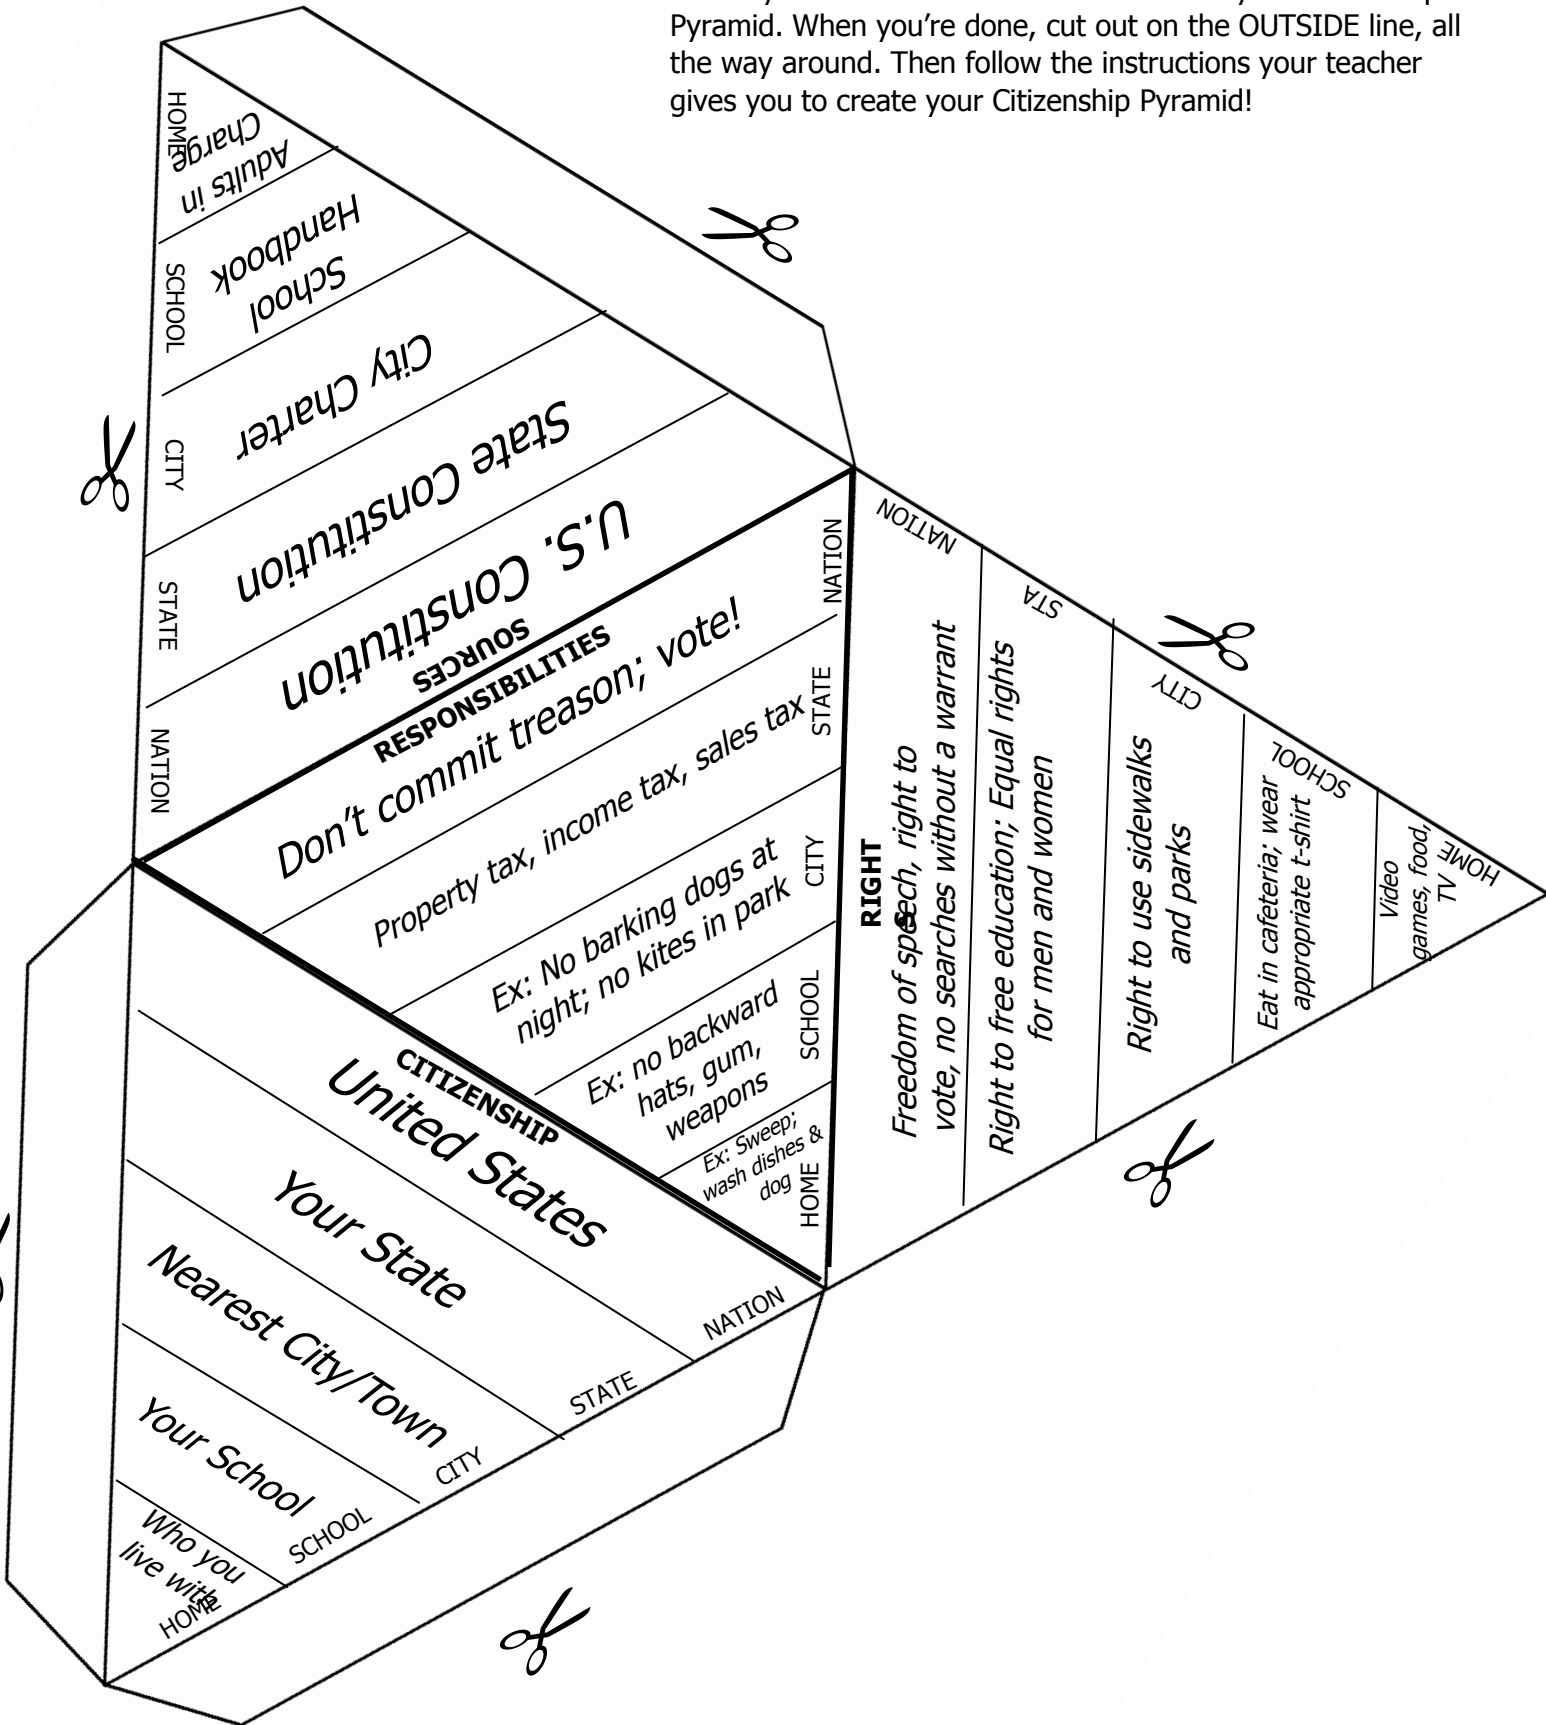 Pyramid. When you're done, cut out on the OUTSIDE line, all
the way around. Then follow the instructions your teacher
gives you to create your Citizenship Pyramid!
HOME
Adults in
Charge
SCHOOL
School
Handbook
CITY
City Charter
STATE
State Constitution
NATION
U.S. Constitution
SOURCES
RESPONSIBILITIES
NATION
Don't commit treason; vote!
STATE
Property tax, income tax, sales tax
CITY
Ex: No barking dogs at
night; no kites in park
SCHOOL
Ex: no backward
hats, gum,
weapons
HOME
Ex: Sweep;
wash dishes &
dog
RIGHT
S
NATION
Freedom of speech, right to
vote, no searches without a warrant
STA
Right to free education; Equal rights
for men and women
CITY
Right to use sidewalks
and parks
SCHOOL
Eat in cafeteria; wear
appropriate t-shirt
HOME
Video
games, food,
TV
CITIZENSHIP
United States
NATION
Your State
STATE
Nearest City/Town
CITY
Your School
SCHOOL
Who you
live with
HOME